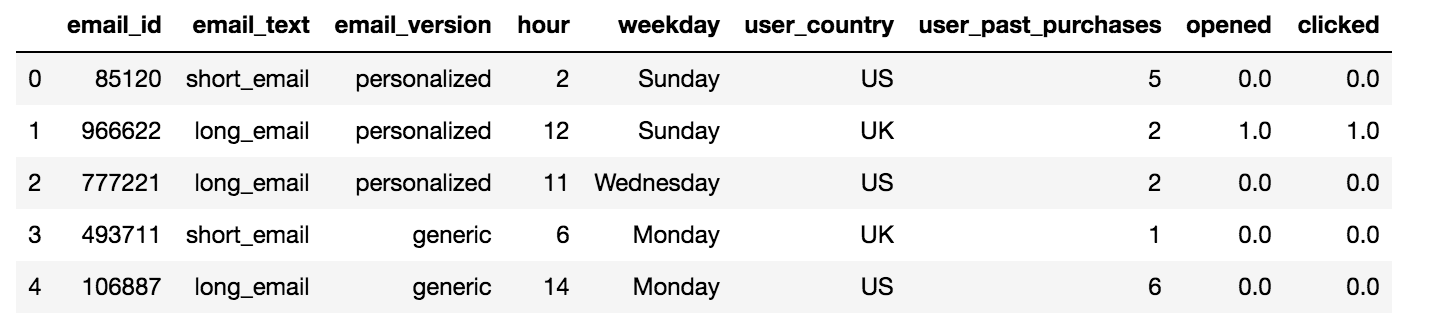 email_id email_text email_version hour weekday user_country user_past_purchases opened clicked
0 85120 short_email personalized 2 Sunday US 5 0.0 0.0
1 966622 long_email personalized 12 Sunday UK 2 1.0 1.0
2 777221 long_email personalized 11 Wednesday US 2 0.0 0.0
3 493711 short_email generic 6 Monday UK 1 0.0 0.0
4 106887 long_email generic 14 Monday US 6 0.0 0.0